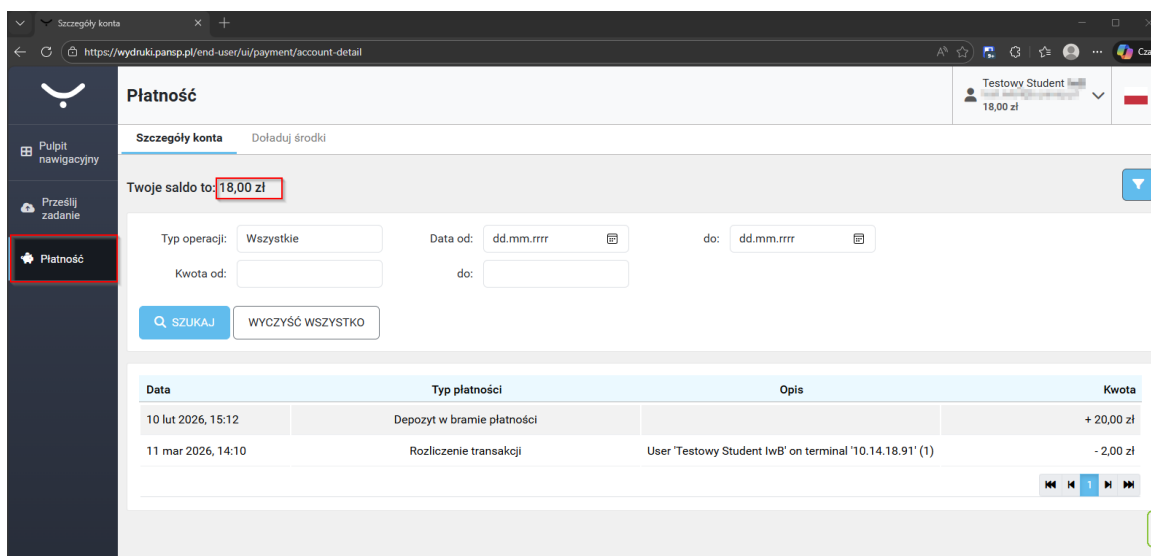 Szczegóły konta
https://wydruki.pansp.pl/end-user/ui/payment/account-detail
Płatność
Testowy Student
18,00 zł
Pulpit
nawigacyjny
Prześlij
zadanie
Płatność
Szczegóły konta Doładuj środki
Twoje saldo to: 18,00 zł
Typ operacji: Wszystkie Data od: dd.mm.rrrr do: dd.mm.rrrr
Kwota od: do:
SZUKAJ WYCZYŚĆ WSZYSTKO
Data Typ płatności Opis Kwota
10 lut 2026, 15:12 Depozyt w bramie płatności + 20,00 zł
11 mar 2026, 14:10 Rozliczenie transakcji User 'Testowy Student IwB' on terminal '10.14.18.91' (1) - 2,00 zł
1